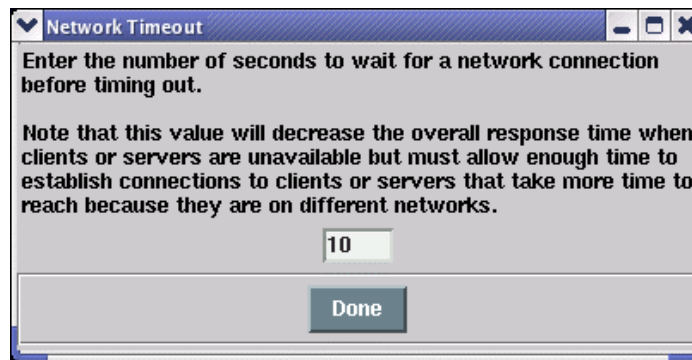 Network Timeout
Enter the number of seconds to wait for a network connection
before timing out.
Note that this value will decrease the overall response time when
clients or servers are unavailable but must allow enough time to
establish connections to clients or servers that take more time to
reach because they are on different networks.
10
Done